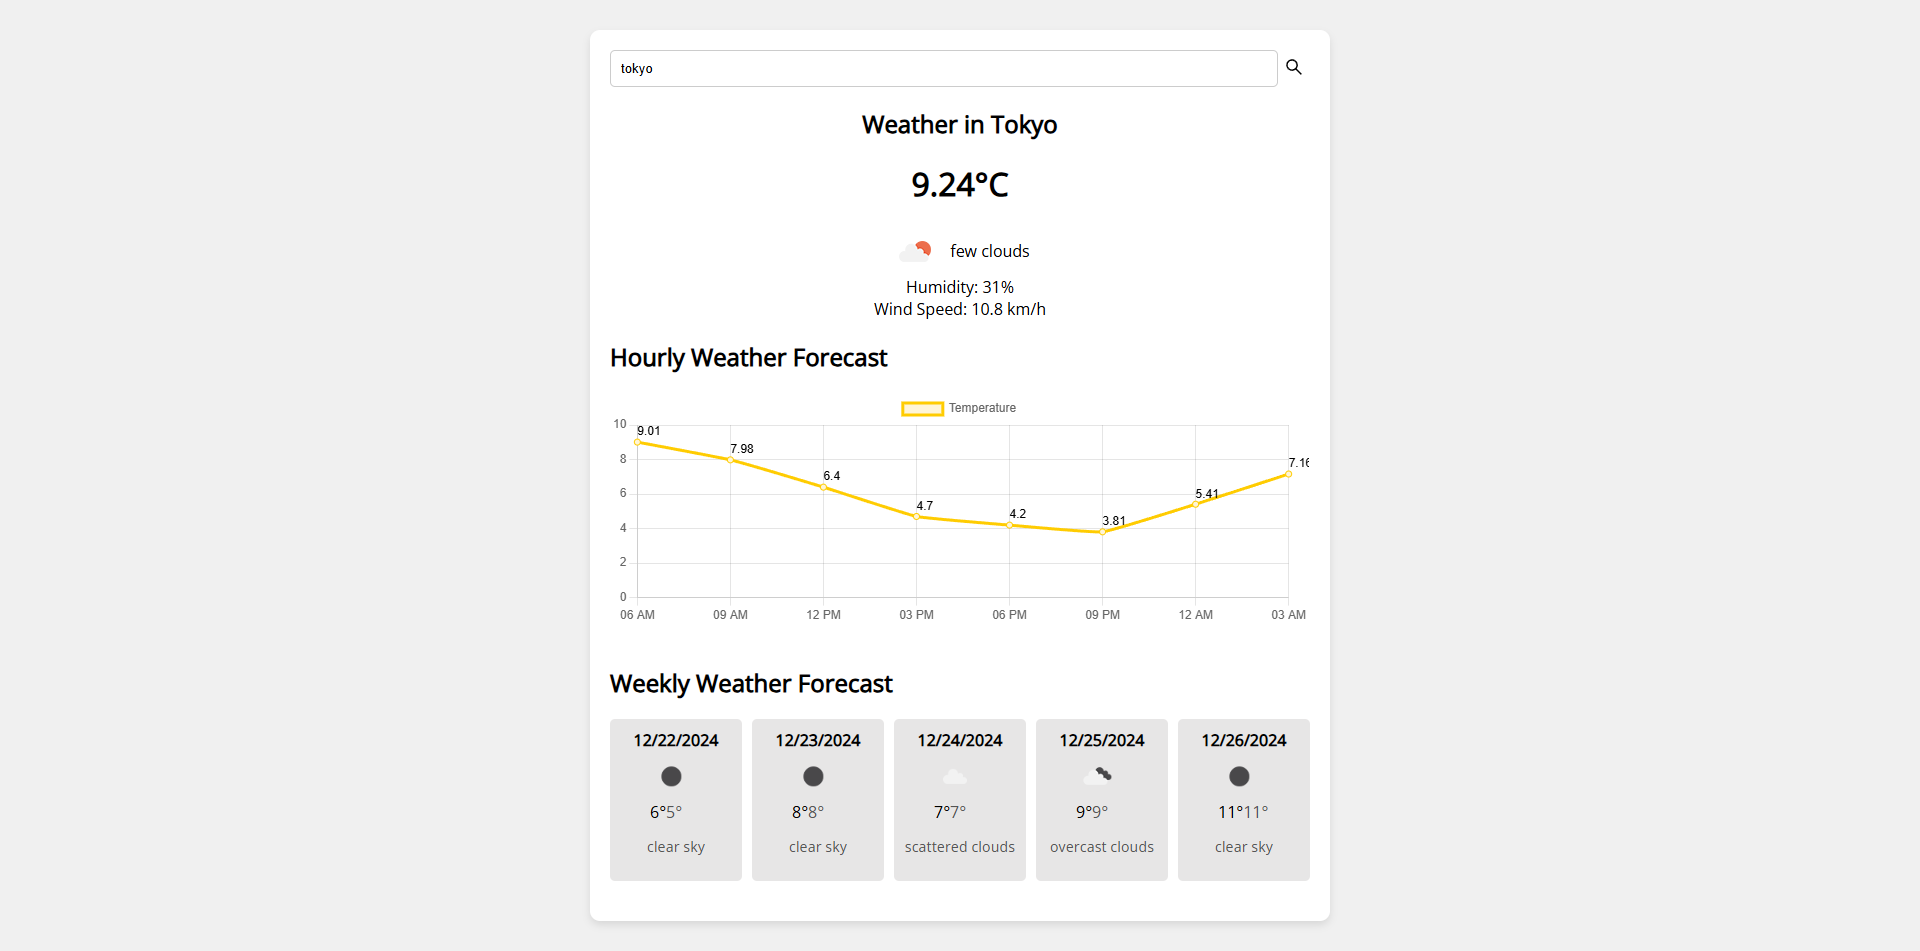 tokyo
Weather in Tokyo
9.24°C
few clouds
Humidity: 31%
Wind Speed: 10.8 km/h
Hourly Weather Forecast
Temperature
10
8
6
4
2
0
9.01
7.98
6.4
4.7
4.2
3.81
5.41
7.16
06 AM 09 AM 12 PM 03 PM 06 PM 09 PM 12 AM 03 AM
Weekly Weather Forecast
12/22/2024 12/23/2024 12/24/2024 12/25/2024 12/26/2024
6°5° 8°8° 7°7° 9°9° 11°11°
clear sky clear sky scattered clouds overcast clouds clear sky